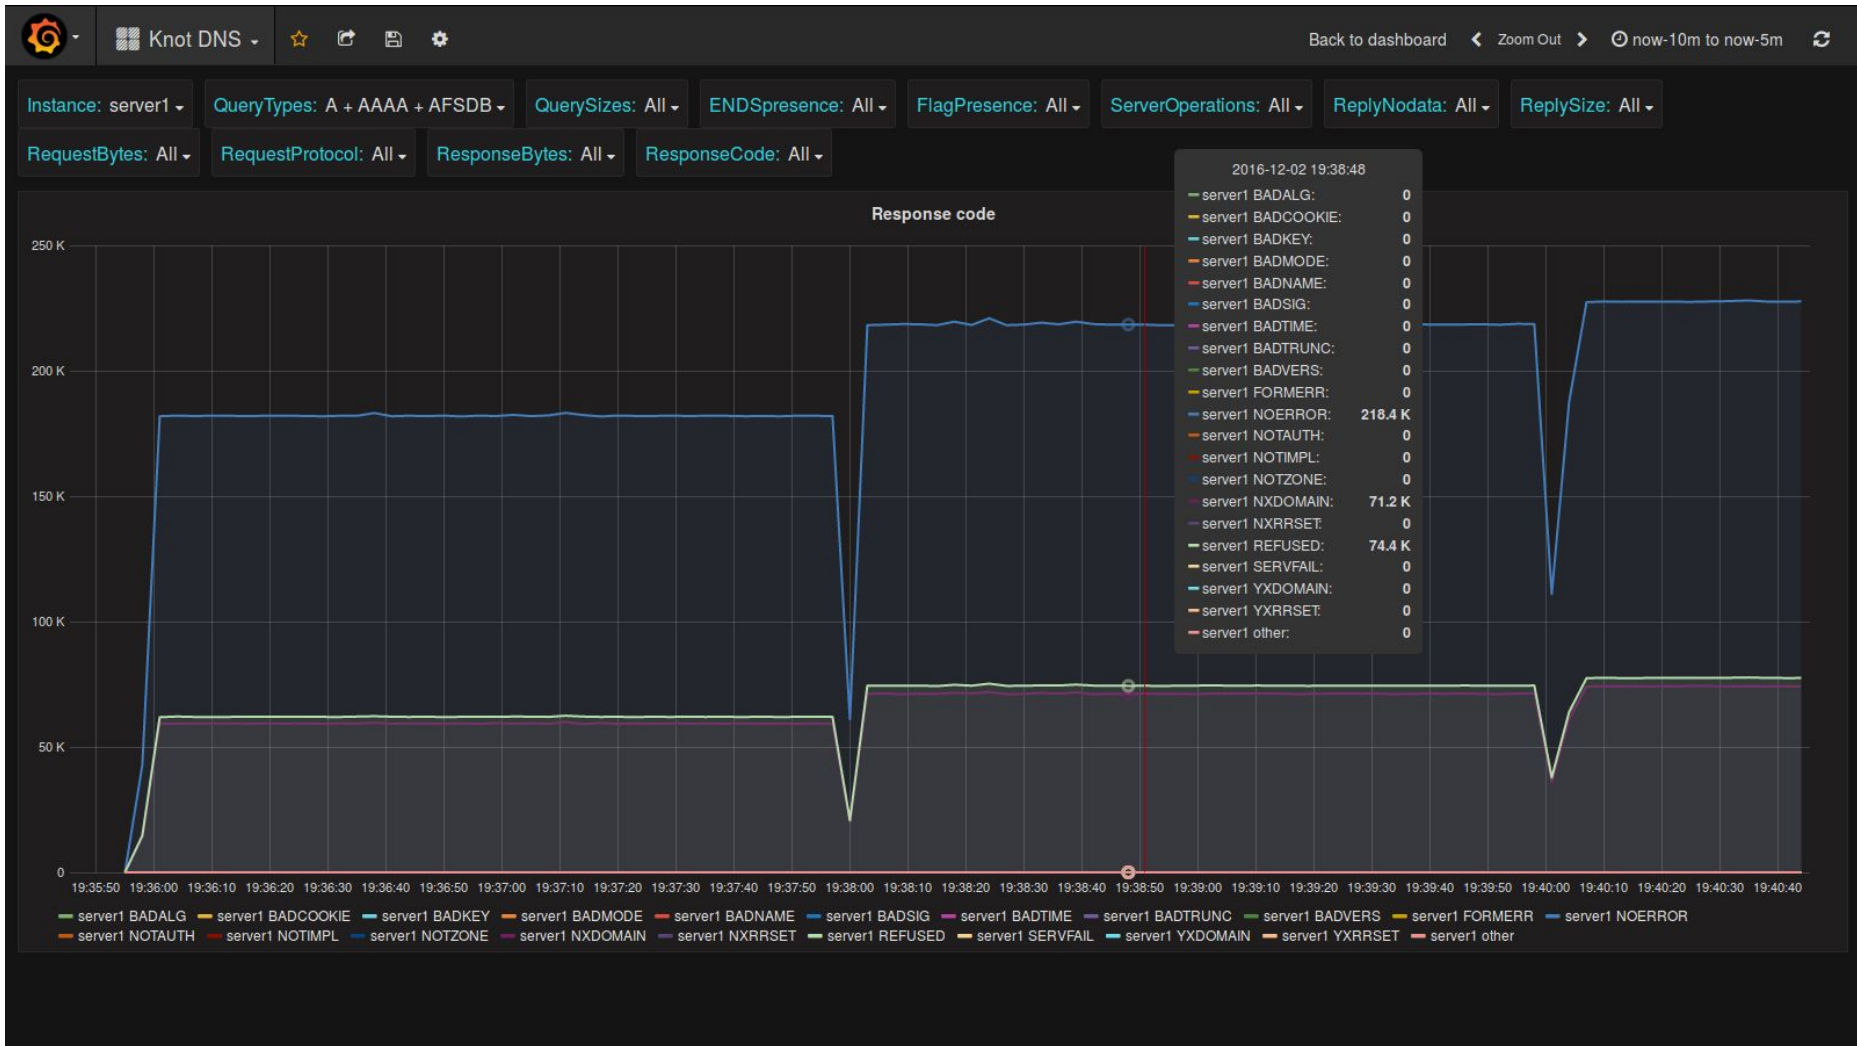 Knot DNS
Back to dashboard Zoom Out now-10m to now-5m
Instance: server1 QueryTypes: A + AAAA + AFSDB QuerySizes: All ENDSpresence: All FlagPresence: All ServerOperations: All ReplyNodata: All ReplySize: All
RequestBytes: All RequestProtocol: All ResponseBytes: All ResponseCode: All
Response code
2016-12-02 19:38:48
server1 BADALG: 0
server1 BADCOOKIE: 0
server1 BADKEY: 0
server1 BADMODE: 0
server1 BADNAME: 0
server1 BADSIG: 0
server1 BADTIME: 0
server1 BADTRUNC: 0
server1 BADVERS: 0
server1 FORMERR: 0
server1 NOERROR: 218.4 K
server1 NOTAUTH: 0
server1 NOTIMPL: 0
server1 NOTZONE: 0
server1 NXDOMAIN: 71.2 K
server1 NXRRSET: 0
server1 REFUSED: 74.4 K
server1 SERVFAIL: 0
server1 YXDOMAIN: 0
server1 YXRRSET: 0
server1 other: 0
250 K
200 K
150 K
100 K
50 K
0
19:35:50 19:36:00 19:36:10 19:36:20 19:36:30 19:36:40 19:36:50 19:37:00 19:37:10 19:37:20 19:37:30 19:37:40 19:37:50 19:38:00 19:38:10 19:38:20 19:38:30 19:38:40 19:38:50 19:39:00 19:39:10 19:39:20 19:39:30 19:39:40 19:39:50 19:40:00 19:40:10 19:40:20 19:40:30 19:40:40
server1 BADALG server1 BADCOOKIE server1 BADKEY server1 BADMODE server1 BADNAME server1 BADSIG server1 BADTIME server1 BADTRUNC server1 BADVERS server1 FORMERR server1 NOERROR
server1 NOTAUTH server1 NOTIMPL server1 NOTZONE server1 NXDOMAIN server1 NXRRSET server1 REFUSED server1 SERVFAIL server1 YXDOMAIN server1 YXRRSET server1 other